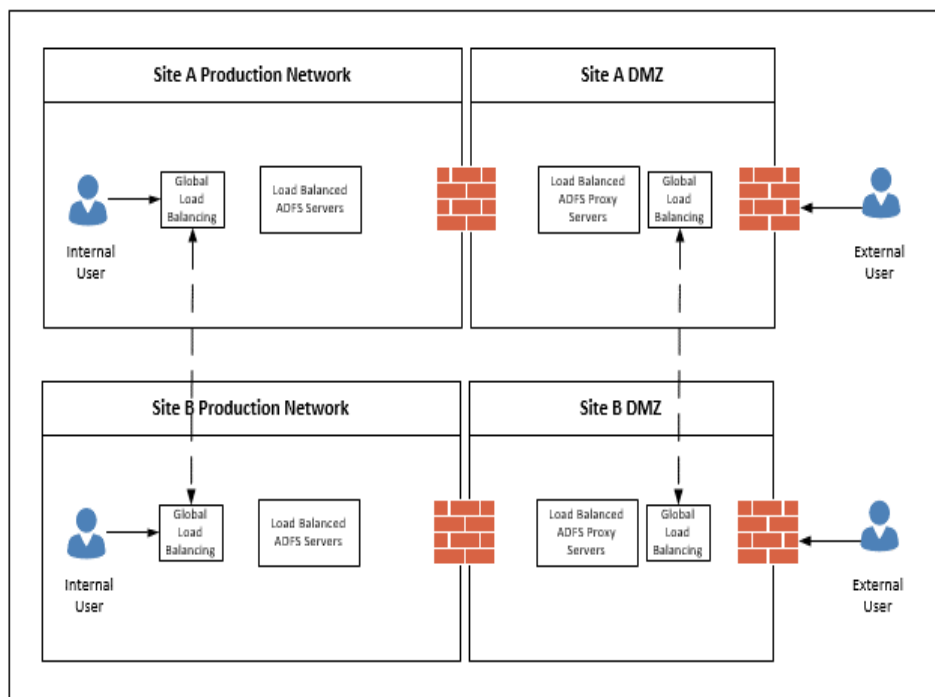 Site A Production Network
Site A DMZ
Internal
User
Global
Load
Balancing
Load Balanced
ADFS Servers
Load Balanced
ADFS Proxy
Servers
Global
Load
Balancing
External
User
Site B Production Network
Site B DMZ
Internal
User
Global
Load
Balancing
Load Balanced
ADFS Servers
Load Balanced
ADFS Proxy
Servers
Global
Load
Balancing
External
User